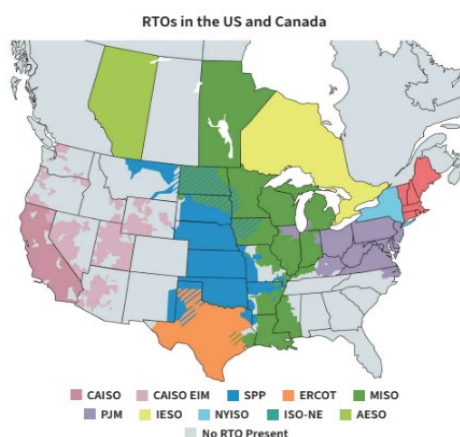 RTOs in the US and Canada
CAISO CAISO EIM SPP ERCOT MISO
PJM IESO NYISO ISO-NE AESO
No RTO Present